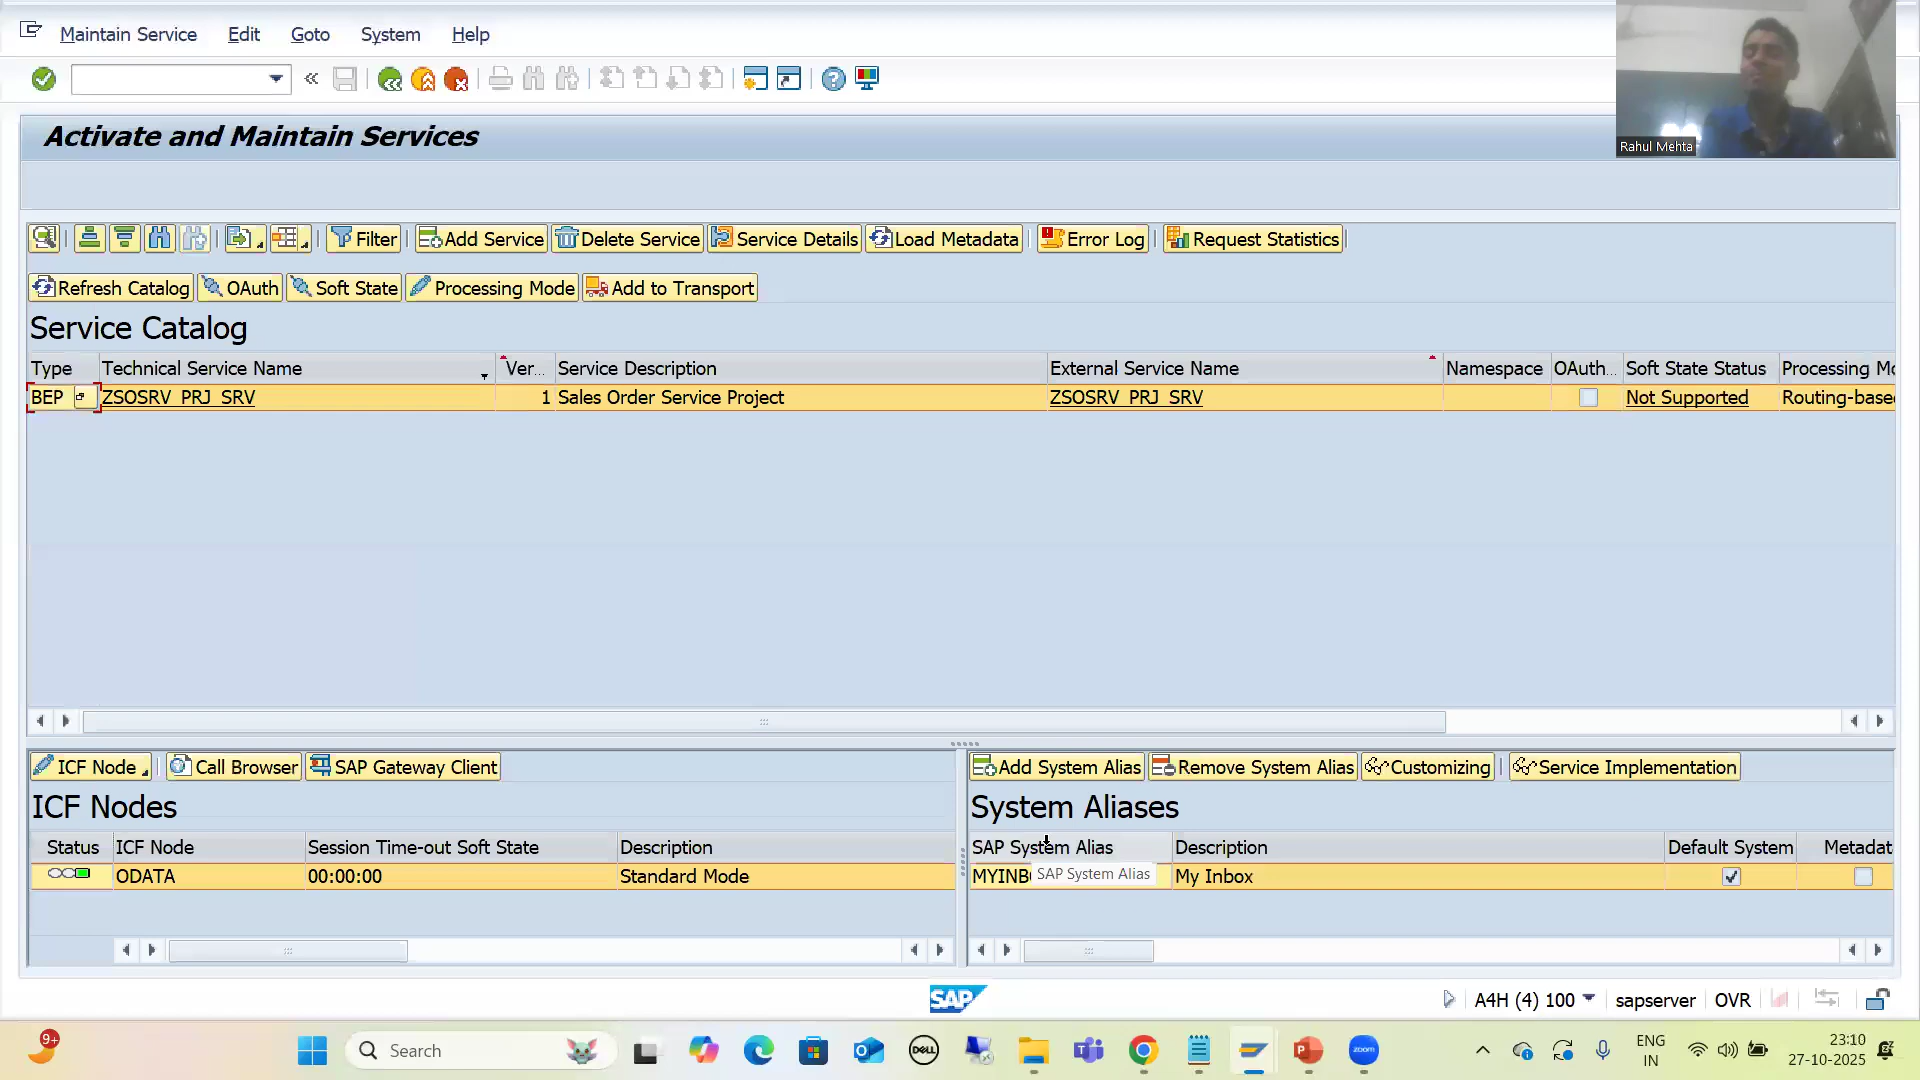 Maintain Service Edit Goto System Help
Rahul Mehta
Activate and Maintain Services
Filter Add Service Delete Service Service Details Load Metadata Error Log Request Statistics
Refresh Catalog OAuth Soft State Processing Mode Add to Transport
Service Catalog
Type Technical Service Name Ver... Service Description External Service Name Namespace OAuth... Soft State Status Processing Mo
BEP ZSOSRV_PRJ_SRV 1 Sales Order Service Project ZSOSRV_PRJ_SRV Not Supported Routing-based
ICF Node Call Browser SAP Gateway Client
ICF Nodes
Status ICF Node Session Time-out Soft State Description
ODATA 00:00:00 Standard Mode
Add System Alias Remove System Alias Customizing Service Implementation
System Aliases
SAP System Alias Description Default System Metadat
MYINBO SAP System Alias My Inbox
SAP A4H (4) 100 sapserver OVR
9+ Search DELL zoom ENG IN 23:10 27-10-2025